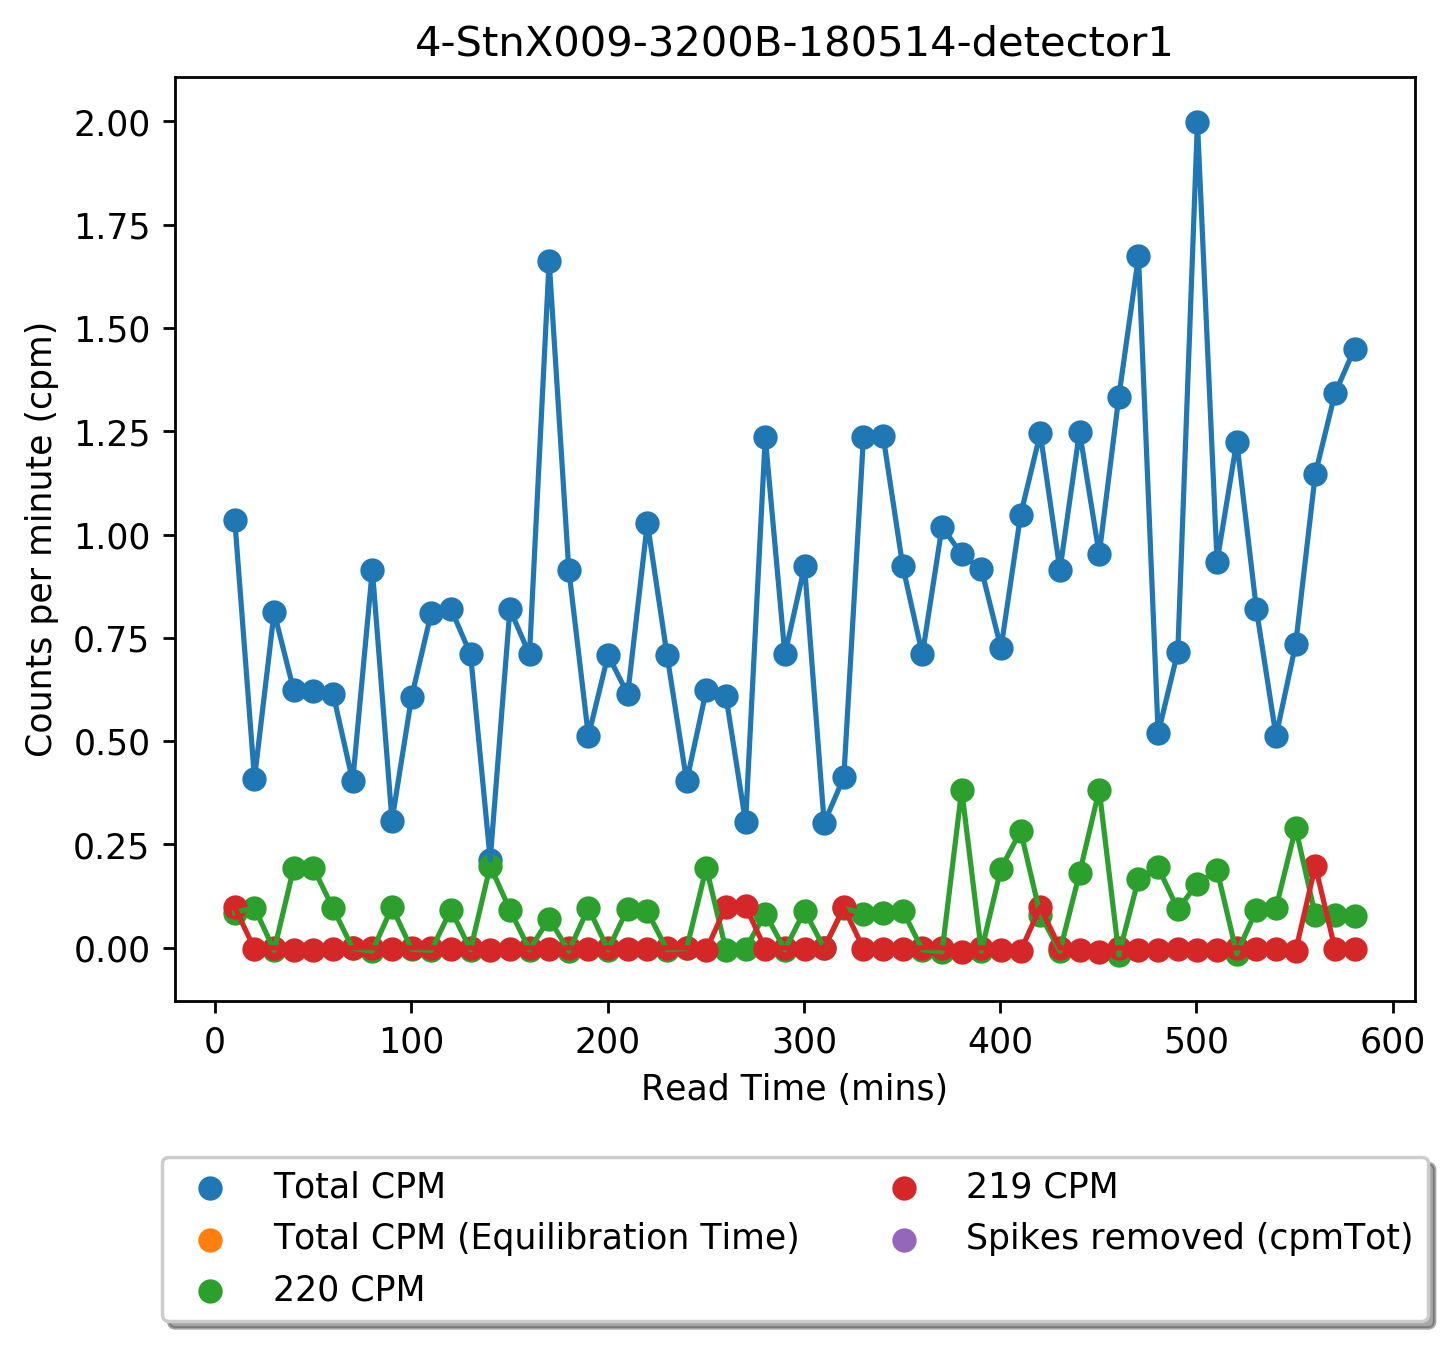 4-StnX009-3200B-180514-detector1
2.00
1.75
1.50
1.25
1.00
0.75
0.50
0.25
0.00
Counts per minute (cpm)
0 100 200 300 400 500 600
Read Time (mins)
Total CPM
Total CPM (Equilibration Time)
220 CPM
219 CPM
Spikes removed (cpmTot)